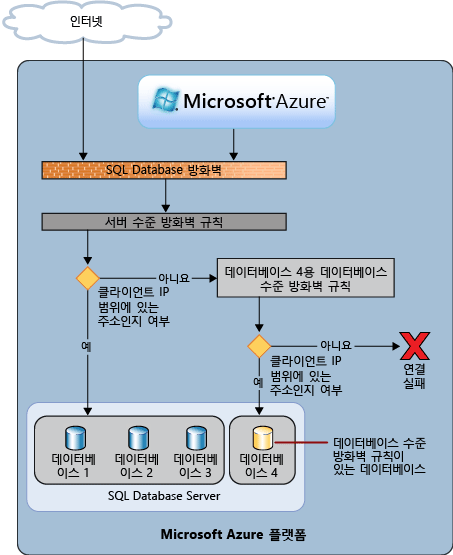 인터넷
Microsoft Azure™
SQL Database 방화벽
서버 수준 방화벽 규칙
아니요
클라이언트 IP
범위에 있는
주소인지 여부
예
데이터베이스 4용 데이터베이스
수준 방화벽 규칙
아니요
클라이언트 IP
범위에 있는
주소인지 여부
예
연결
실패
데이터베
이스 1
데이터베
이스 2
데이터베
이스 3
데이터베
이스 4
SQL Database Server
데이터베이스 수준
방화벽 규칙이
있는 데이터베이스
Microsoft Azure 플랫폼